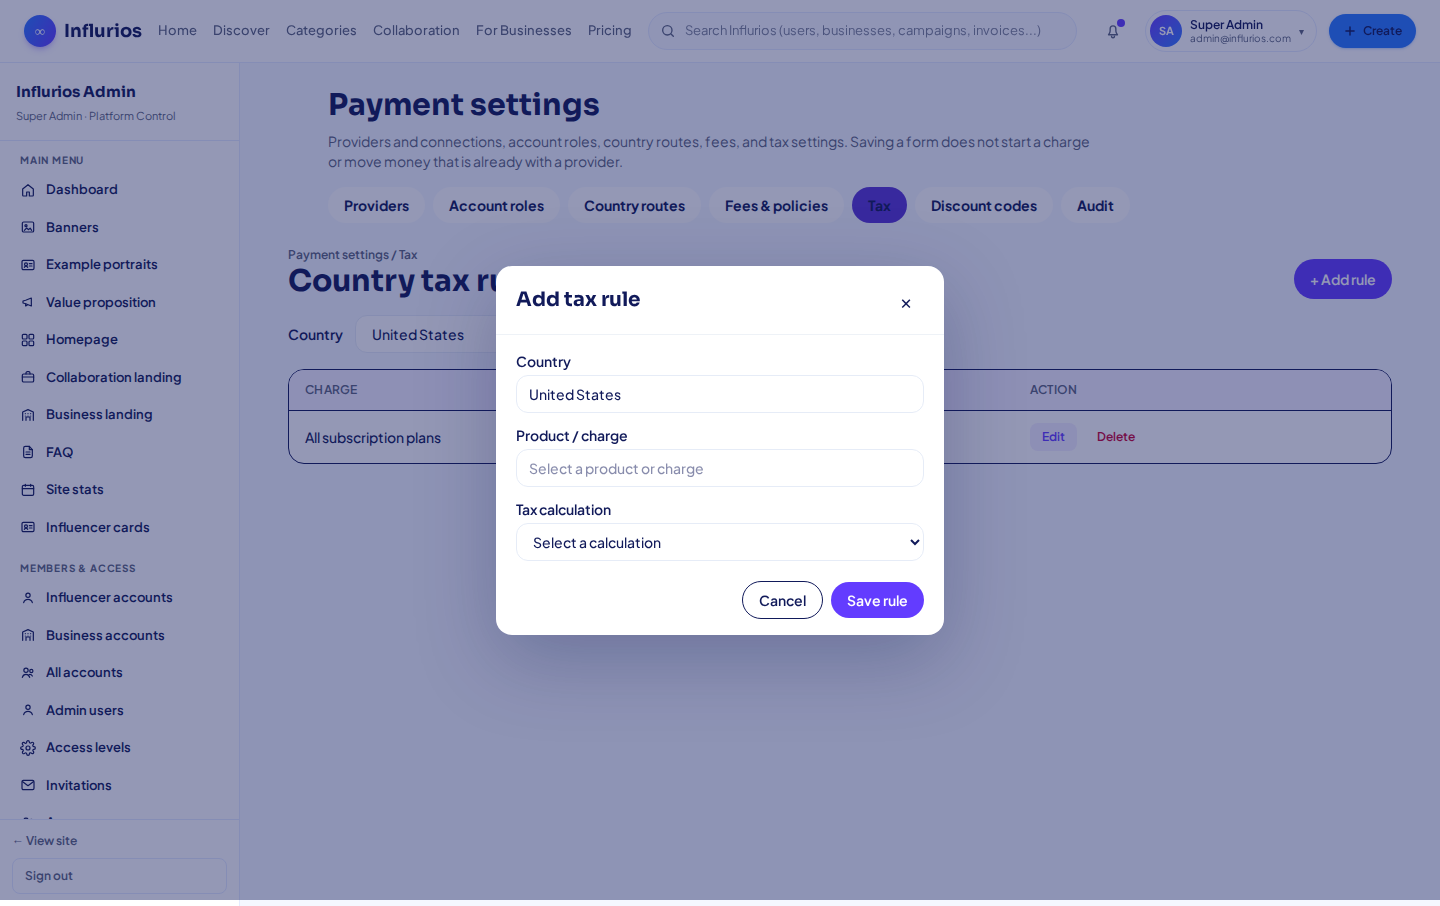 Influrios
Home
Discover
Categories
Collaboration
For Businesses
Pricing
Search Influrios (users, businesses, campaigns, invoices...)
SA
Super Admin
admin@influrios.com
+ Create
Influrios Admin
Super Admin · Platform Control
MAIN MENU
Dashboard
Banners
Example portraits
Value proposition
Homepage
Collaboration landing
Business landing
FAQ
Site stats
Influencer cards
MEMBERS & ACCESS
Influencer accounts
Business accounts
All accounts
Admin users
Access levels
Invitations
← View site
Sign out
Payment settings
Providers and connections, account roles, country routes, fees, and tax settings. Saving a form does not start a charge
or move money that is already with a provider.
Providers
Account roles
Country routes
Fees & policies
Tax
Discount codes
Audit
Payment settings / Tax
Country tax ru
+ Add rule
Country
United States
CHARGE
ACTION
All subscription plans
Edit
Delete
Add tax rule
×
Country
United States
Product / charge
Select a product or charge
Tax calculation
Select a calculation
Cancel
Save rule